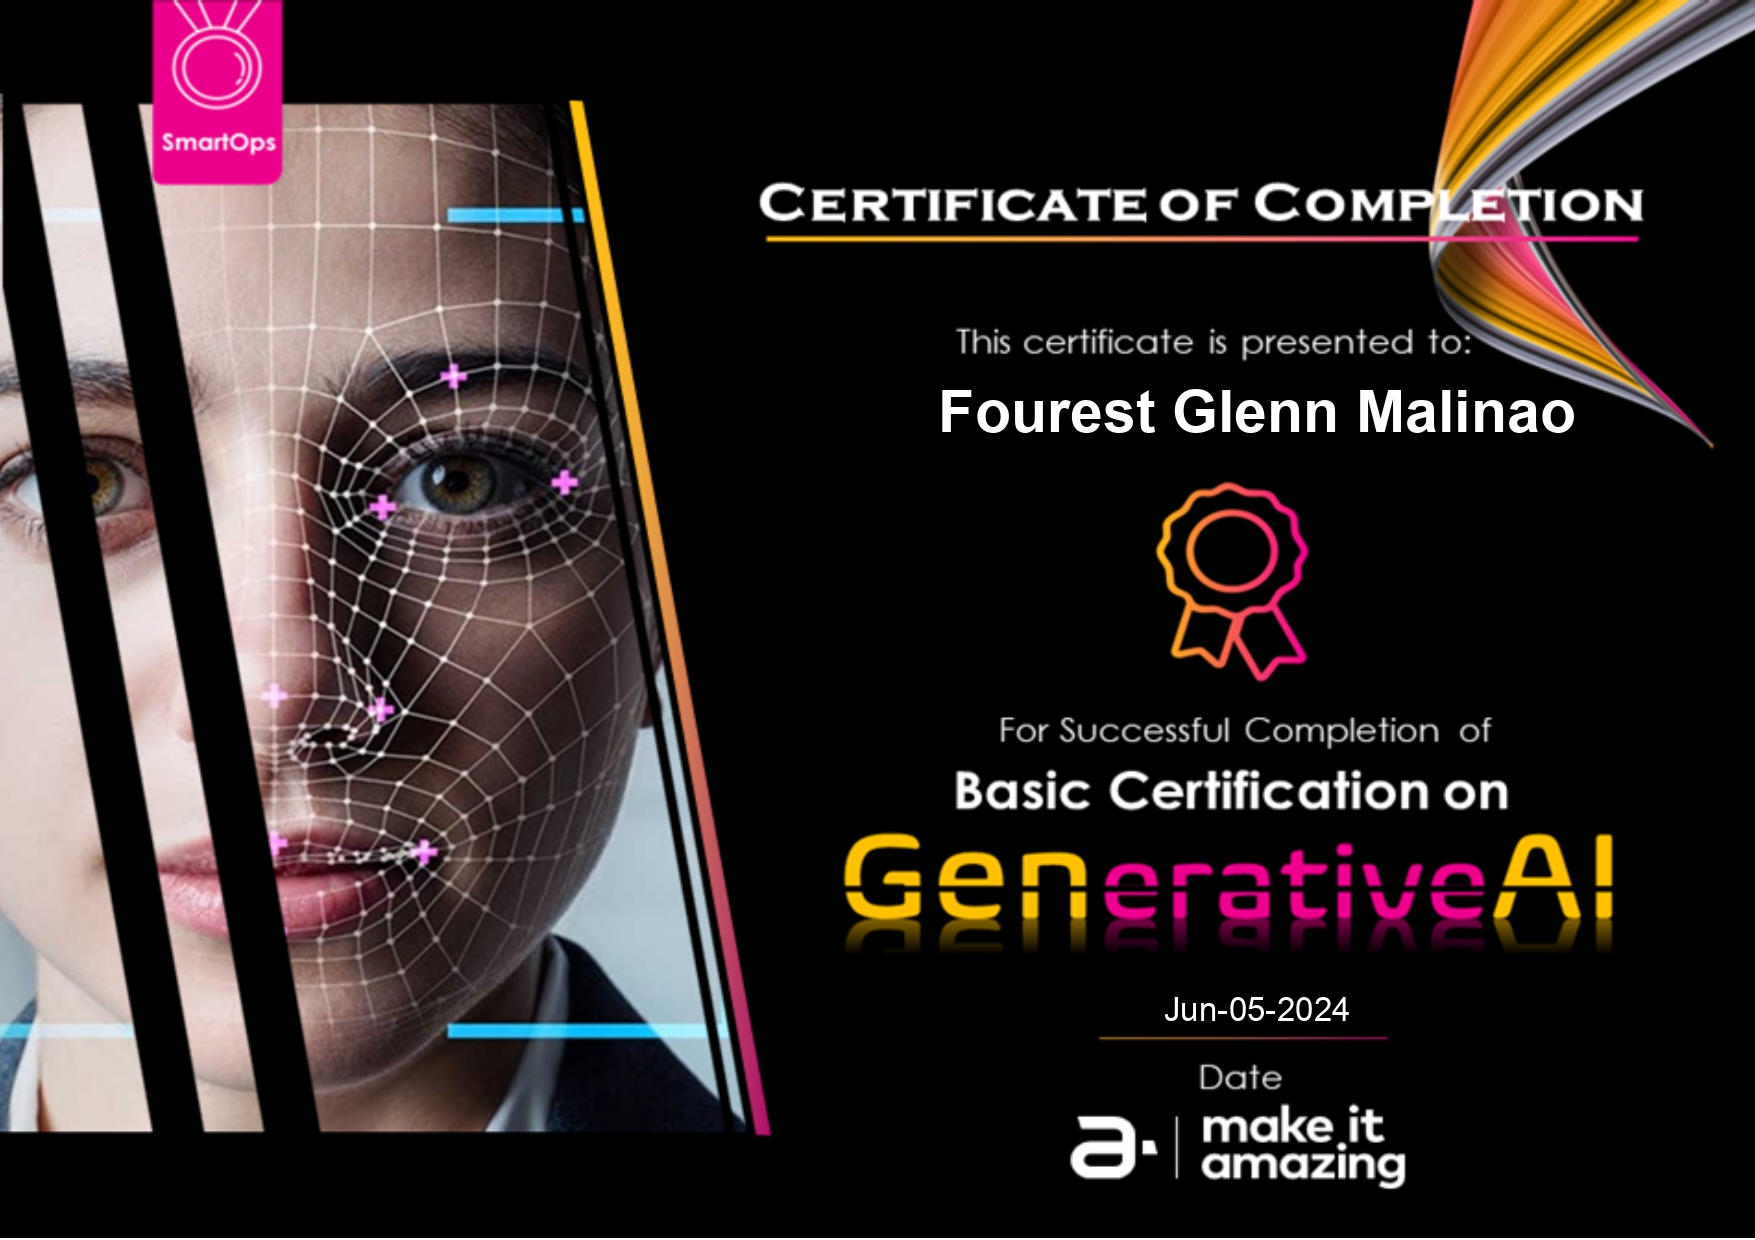 SmartOps
CERTIFICATE OF COMPLETION
This certificate is presented to:
Fourest Glenn Malinao
For Successful Completion of
Basic Certification on
GenerativeAI
Jun-05-2024
Date
a.
make it
amazing